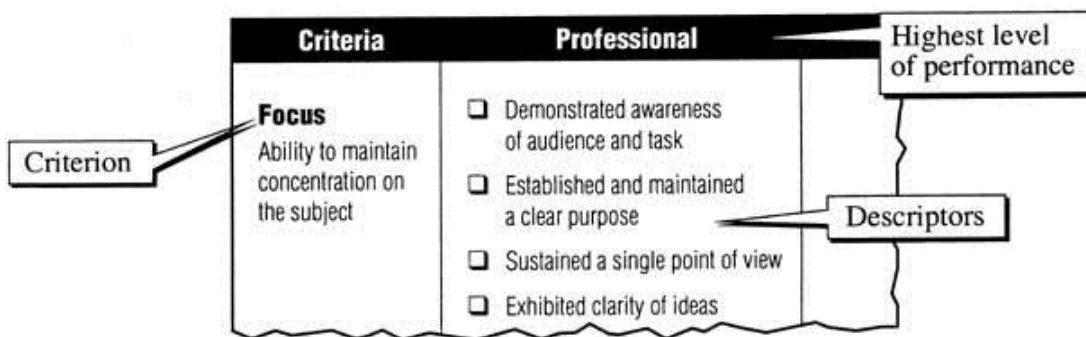 Criteria
Professional
Highest level
of performance
Focus
Ability to maintain
concentration on
the subject
Criterion
❑ Demonstrated awareness
of audience and task
❑ Established and maintained
a clear purpose
❑ Sustained a single point of view
❑ Exhibited clarity of ideas
Descriptors